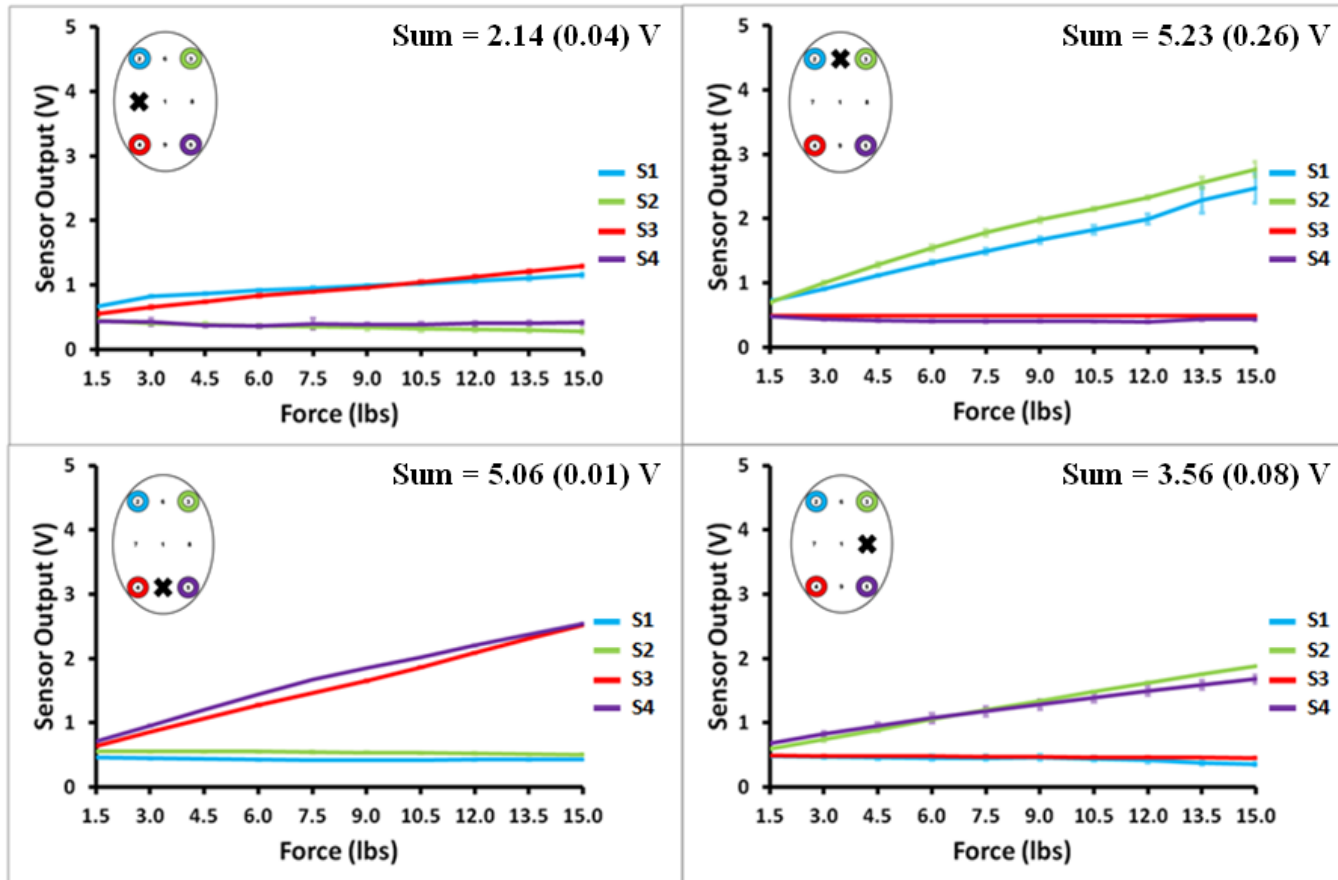 Sum = 2.14 (0.04) V
Sensor Output (V)
5
4
3
2
1
0
1.5 3.0 4.5 6.0 7.5 9.0 10.5 12.0 13.5 15.0
Force (lbs)
S1
S2
S3
S4
Sum = 5.23 (0.26) V
Sensor Output (V)
5
4
3
2
1
0
1.5 3.0 4.5 6.0 7.5 9.0 10.5 12.0 13.5 15.0
Force (lbs)
S1
S2
S3
S4
Sum = 5.06 (0.01) V
Sensor Output (V)
5
4
3
2
1
0
1.5 3.0 4.5 6.0 7.5 9.0 10.5 12.0 13.5 15.0
Force (lbs)
S1
S2
S3
S4
Sum = 3.56 (0.08) V
Sensor Output (V)
5
4
3
2
1
0
1.5 3.0 4.5 6.0 7.5 9.0 10.5 12.0 13.5 15.0
Force (lbs)
S1
S2
S3
S4